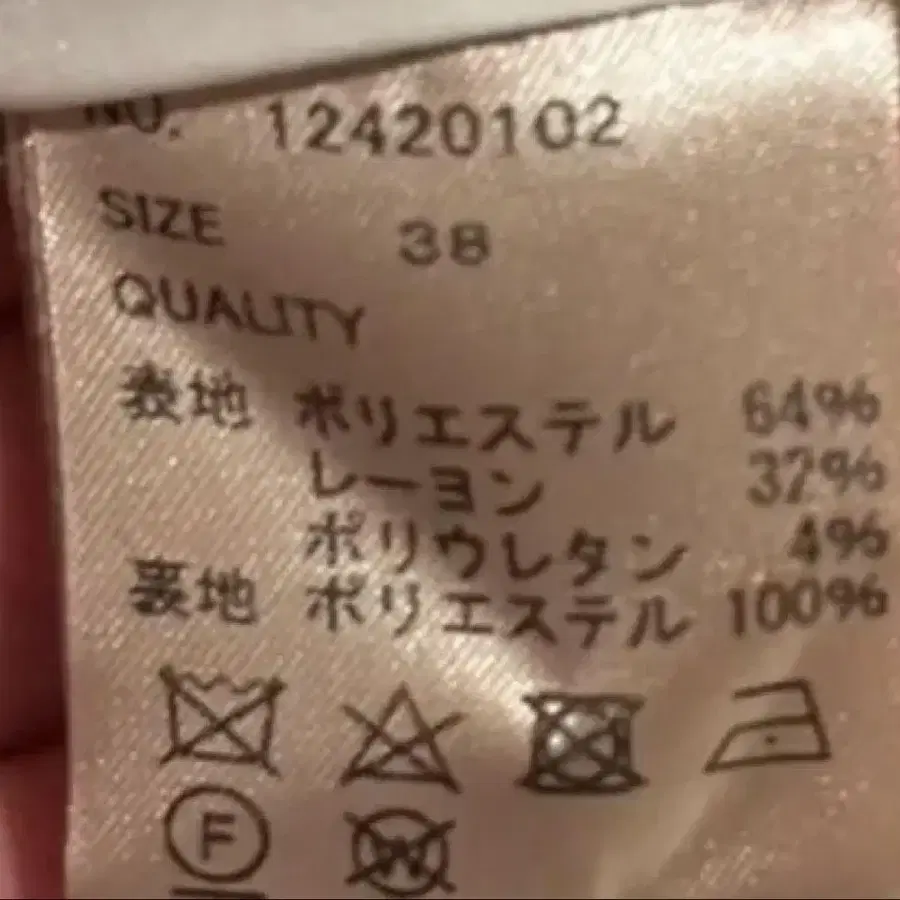 NO. 12420102
SIZE 38
QUALITY
表地 ポリエステル 64%
レーヨン 32%
ポリウレタン 4%
裏地 ポリエステル 100%
F W